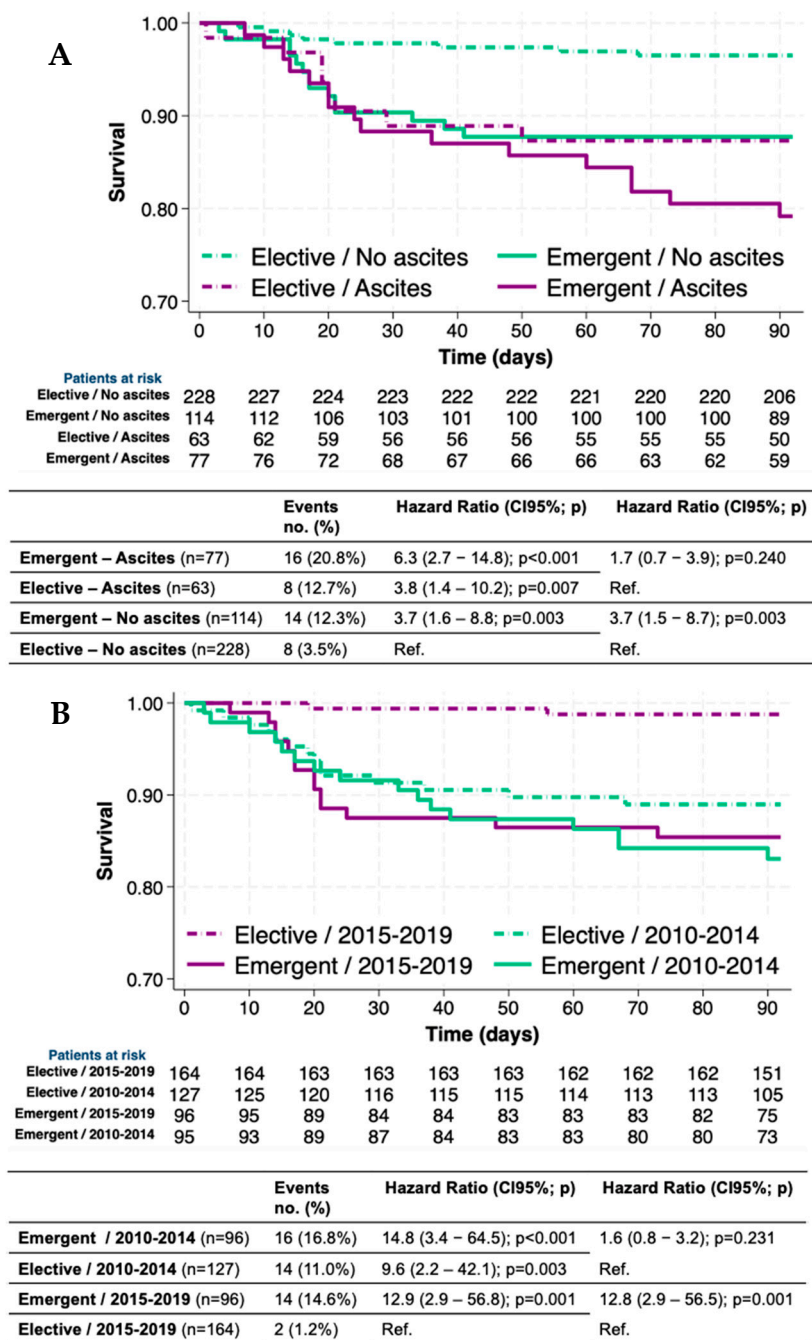 A
1.00
0.90
0.80
0.70
Survival
Elective / No ascites Emergent / No ascites
Elective / Ascites Emergent / Ascites
0 10 20 30 40 50 60 70 80 90
Time (days)
Patients at risk
Elective / No ascites 228 227 224 223 222 222 221 220 220 206
Emergent / No ascites 114 112 106 103 101 100 100 100 100 89
Elective / Ascites 63 62 59 56 56 56 55 55 55 50
Emergent / Ascites 77 76 72 68 67 66 66 63 62 59
Events Hazard Ratio (CI95%; p) Hazard Ratio (CI95%; p)
no. (%)
Emergent – Ascites (n=77) 16 (20.8%) 6.3 (2.7 − 14.8); p<0.001 1.7 (0.7 − 3.9); p=0.240
Elective – Ascites (n=63) 8 (12.7%) 3.8 (1.4 − 10.2); p=0.007 Ref.
Emergent – No ascites (n=114) 14 (12.3%) 3.7 (1.6 − 8.8; p=0.003 3.7 (1.5 − 8.7); p=0.003
Elective – No ascites (n=228) 8 (3.5%) Ref. Ref.
B
1.00
0.90
0.80
0.70
Survival
Elective / 2015-2019 Elective / 2010-2014
Emergent / 2015-2019 Emergent / 2010-2014
0 10 20 30 40 50 60 70 80 90
Time (days)
Patients at risk
Elective / 2015-2019 164 164 163 163 163 163 162 162 162 151
Elective / 2010-2014 127 125 120 116 115 115 114 113 113 105
Emergent / 2015-2019 96 95 89 84 84 83 83 83 82 75
Emergent / 2010-2014 95 93 89 87 84 83 83 80 80 73
Events Hazard Ratio (CI95%; p) Hazard Ratio (CI95%; p)
no. (%)
Emergent / 2010-2014 (n=96) 16 (16.8%) 14.8 (3.4 – 64.5); p<0.001 1.6 (0.8 – 3.2); p=0.231
Elective / 2010-2014 (n=127) 14 (11.0%) 9.6 (2.2 – 42.1); p=0.003 Ref.
Emergent / 2015-2019 (n=96) 14 (14.6%) 12.9 (2.9 – 56.8); p=0.001 12.8 (2.9 – 56.5); p=0.001
Elective / 2015-2019 (n=164) 2 (1.2%) Ref. Ref.